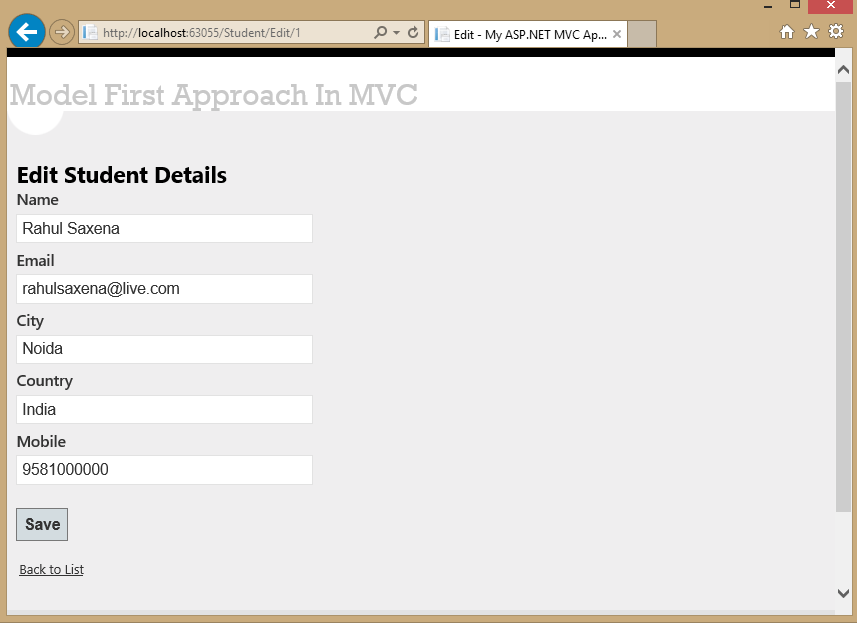 http://localhost:63055/Student/Edit/1
Edit - My ASP.NET MVC Ap...
Model First Approach In MVC
Edit Student Details
Name
Rahul Saxena
Email
rahulsaxena@live.com
City
Noida
Country
India
Mobile
9581000000
Save
Back to List